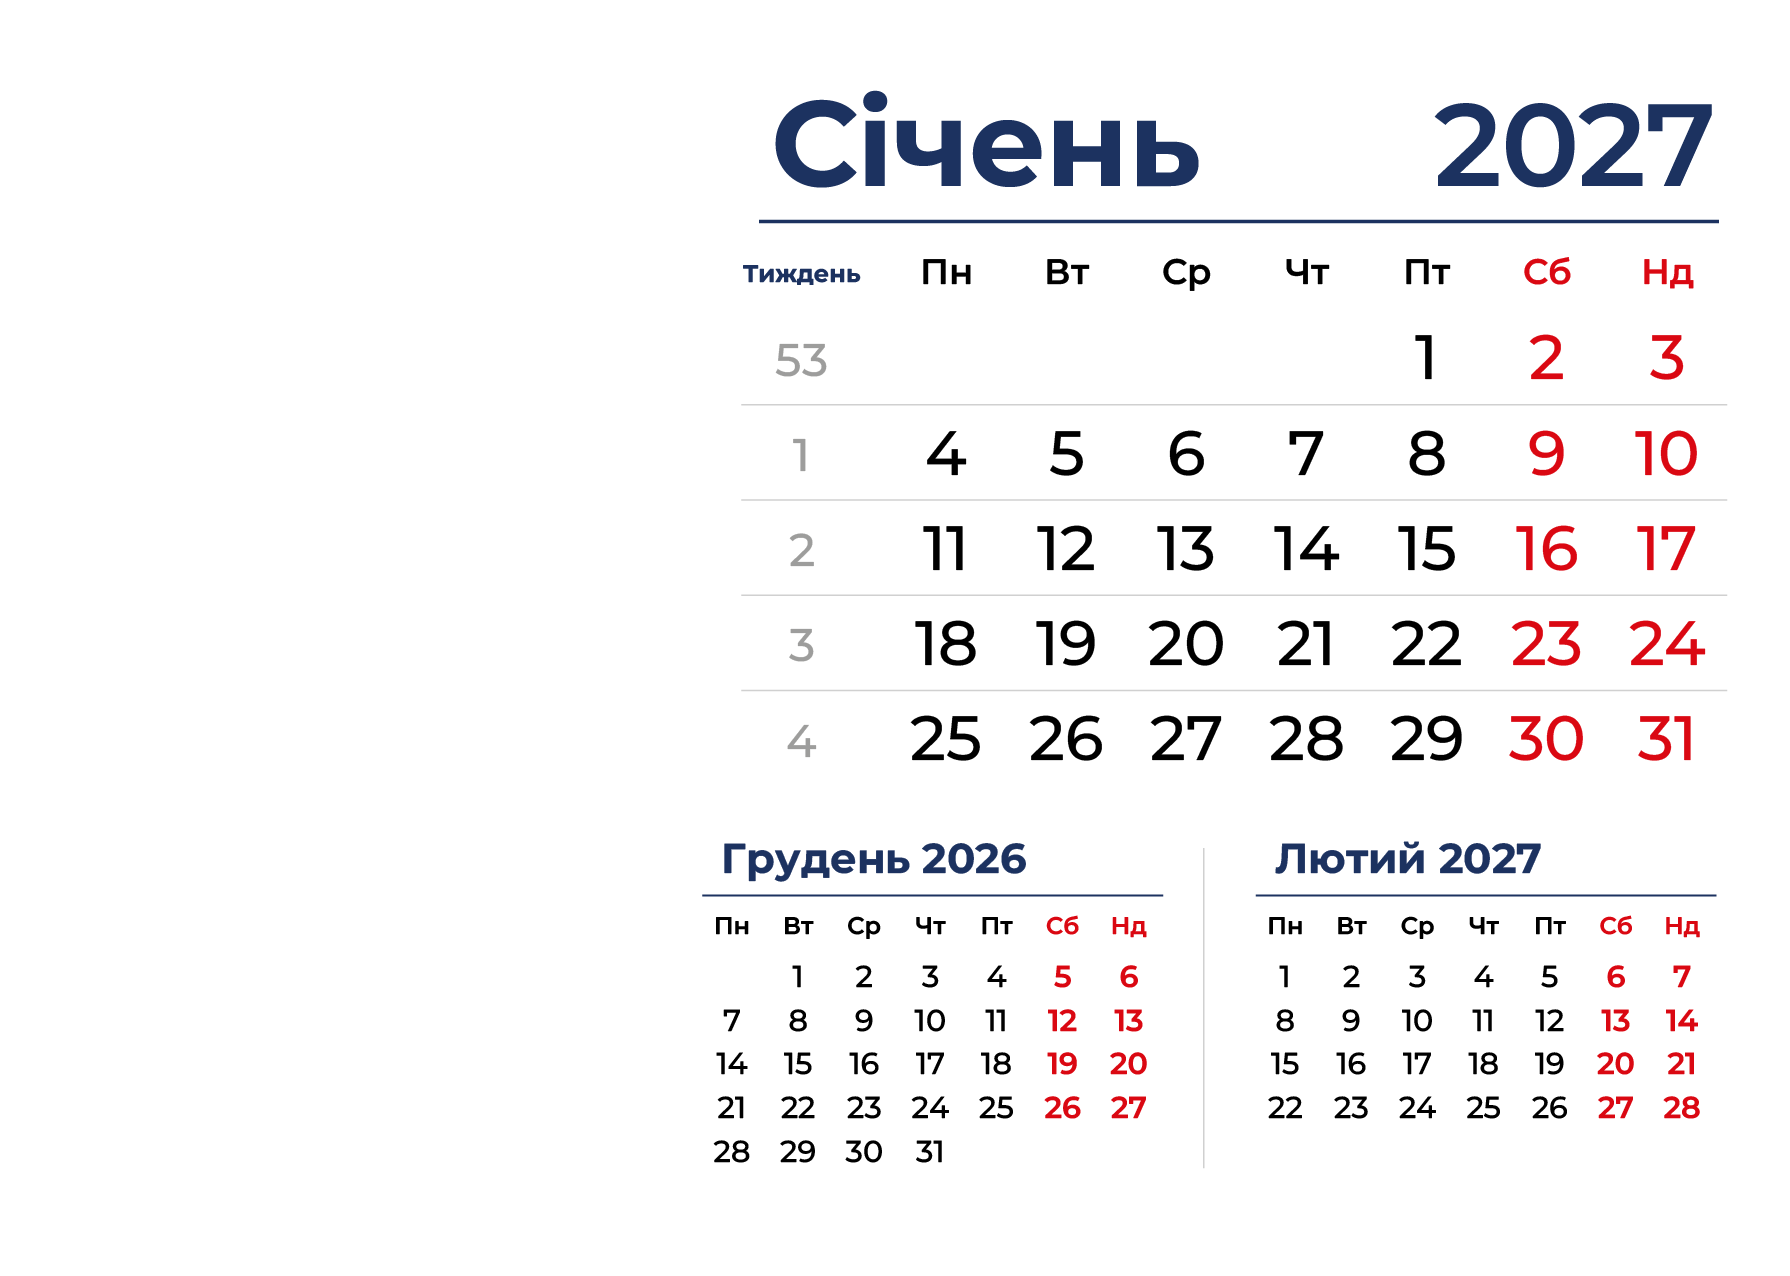 Січень 2027
Тиждень Пн Вт Ср Чт Пт Сб Нд
53 1 2 3
1 4 5 6 7 8 9 10
2 11 12 13 14 15 16 17
3 18 19 20 21 22 23 24
4 25 26 27 28 29 30 31
Грудень 2026
Пн Вт Ср Чт Пт Сб Нд
1 2 3 4 5 6
7 8 9 10 11 12 13
14 15 16 17 18 19 20
21 22 23 24 25 26 27
28 29 30 31
Лютий 2027
Пн Вт Ср Чт Пт Сб Нд
1 2 3 4 5 6 7
8 9 10 11 12 13 14
15 16 17 18 19 20 21
22 23 24 25 26 27 28